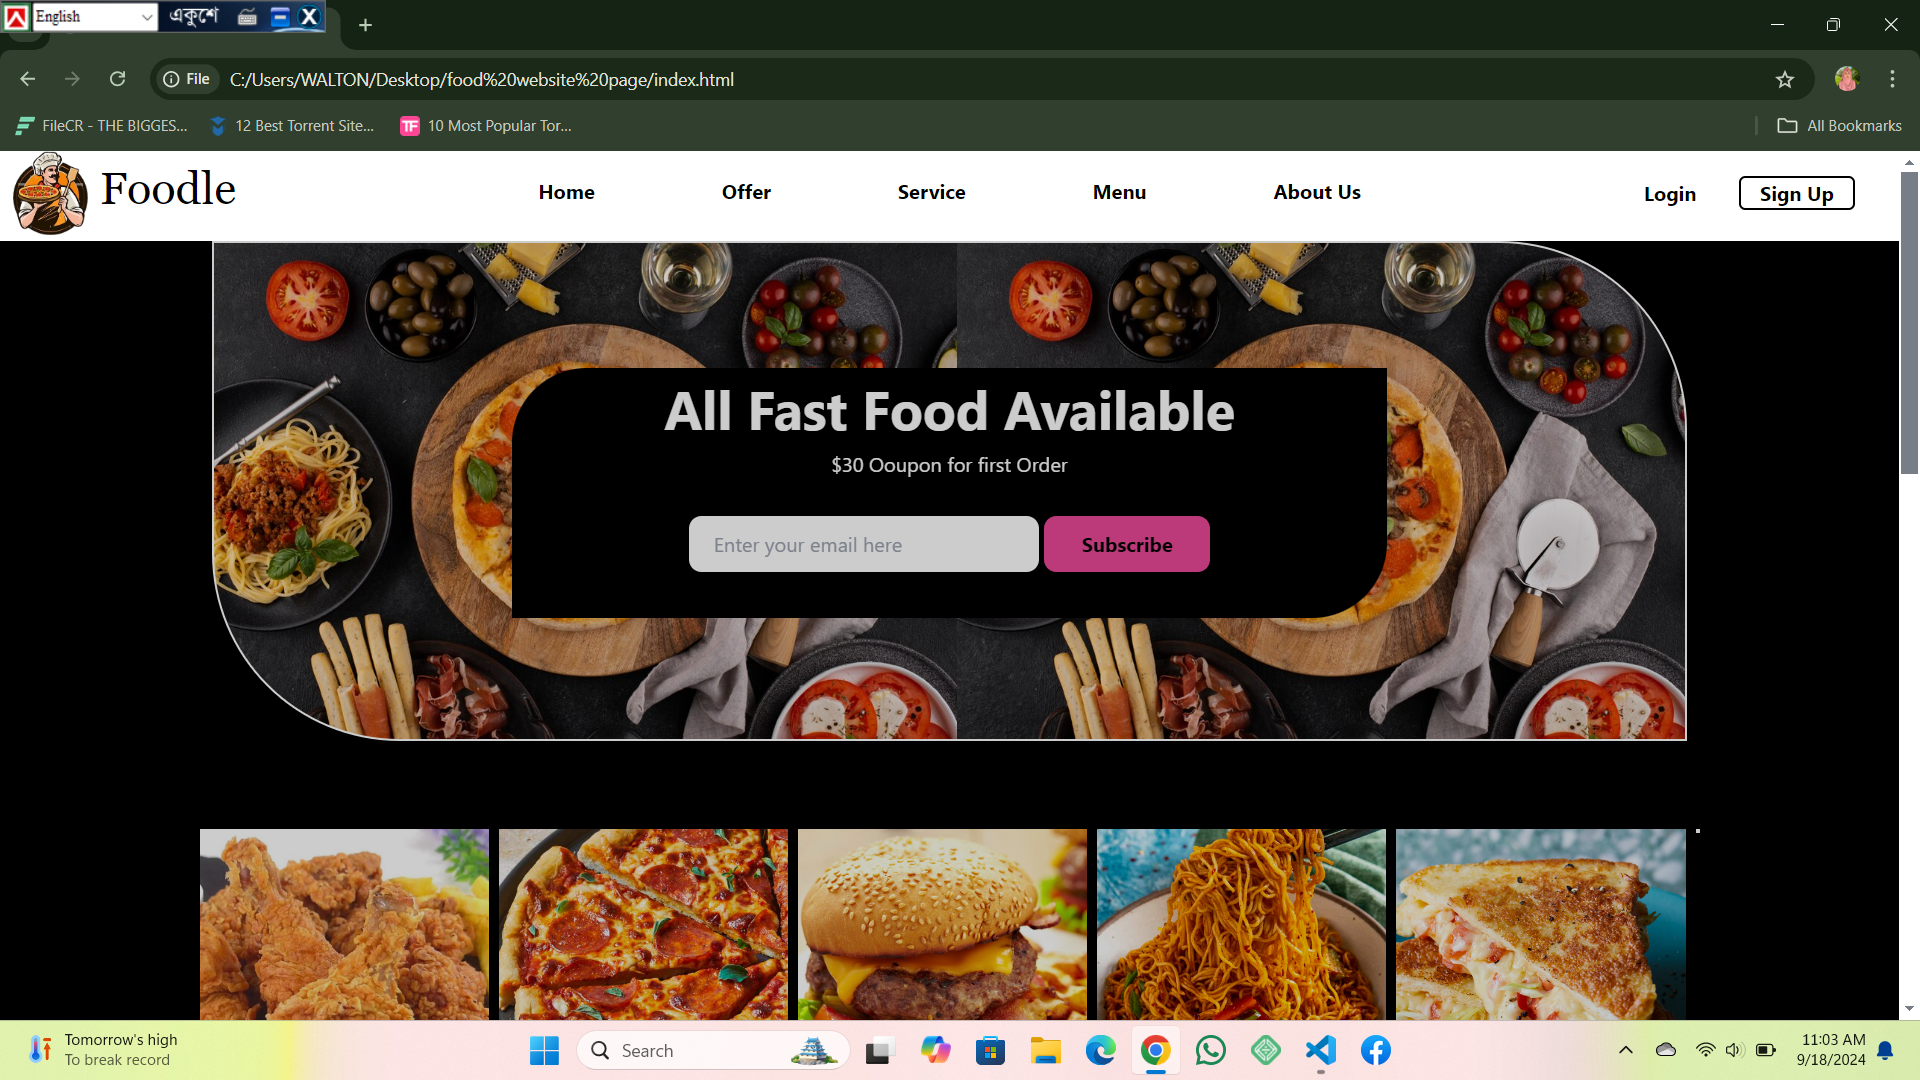 English
একুশে
File
C:/Users/WALTON/Desktop/food%20website%20page/index.html
FileCR - THE BIGGES...
12 Best Torrent Site...
TF
10 Most Popular Tor...
All Bookmarks
Foodle
Home
Offer
Service
Menu
About Us
Login
Sign Up
All Fast Food Available
$30 Ooupon for first Order
Enter your email here
Subscribe
Tomorrow's high
To break record
Search
11:03 AM
9/18/2024